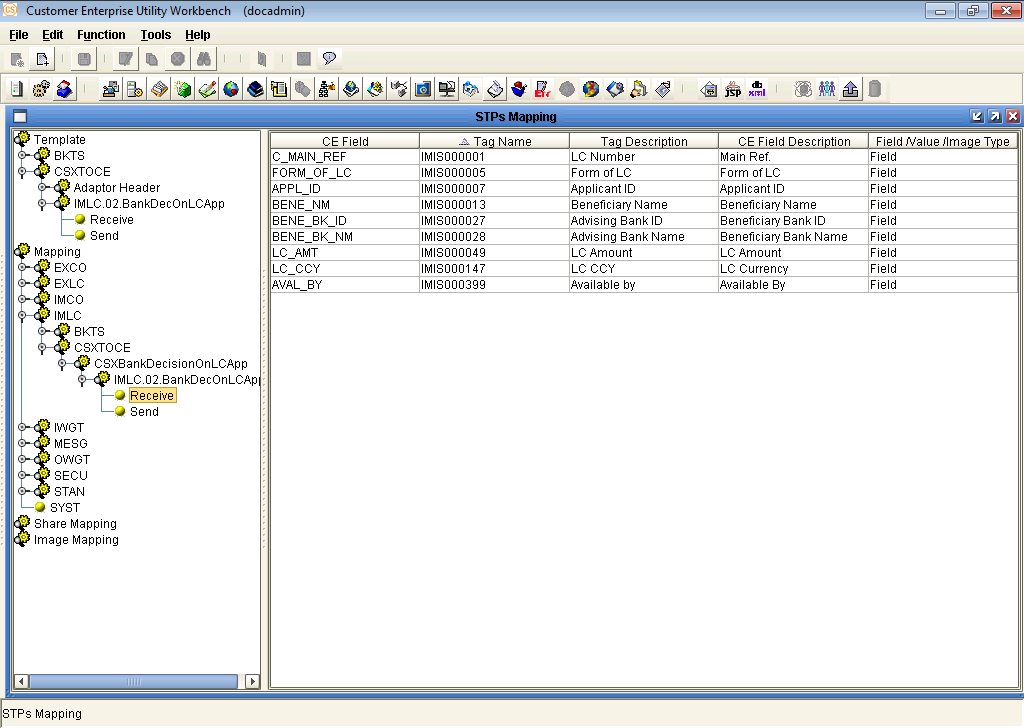 Customer Enterprise Utility Workbench (docadmin)
File Edit Function Tools Help
STPs Mapping
Template
BKTS
CSXTOCE
Adaptor Header
IMLC.02.BankDecOnLCApp
Receive
Send
Mapping
EXCO
EXLC
IMCO
IMLC
BKTS
CSXTOCE
CSXBankDecisionOnLCApp
IMLC.02.BankDecOnLCApp
Receive
Send
IWGT
MESG
OWGT
SECU
STAN
SYST
Share Mapping
Image Mapping
CE Field Tag Name Tag Description CE Field Description Field /Value /Image Type
C_MAIN_REF IMIS000001 LC Number Main Ref. Field
FORM_OF_LC IMIS000005 Form of LC Form of LC Field
APPL_ID IMIS000007 Applicant ID Applicant ID Field
BENE_NM IMIS000013 Beneficiary Name Beneficiary Name Field
BENE_BK_ID IMIS000027 Advising Bank ID Beneficiary Bank ID Field
BENE_BK_NM IMIS000028 Advising Bank Name Beneficiary Bank Name Field
LC_AMT IMIS000049 LC Amount LC Amount Field
LC_CCY IMIS000147 LC CCY LC Currency Field
AVAL_BY IMIS000399 Available by Available By Field
STPs Mapping